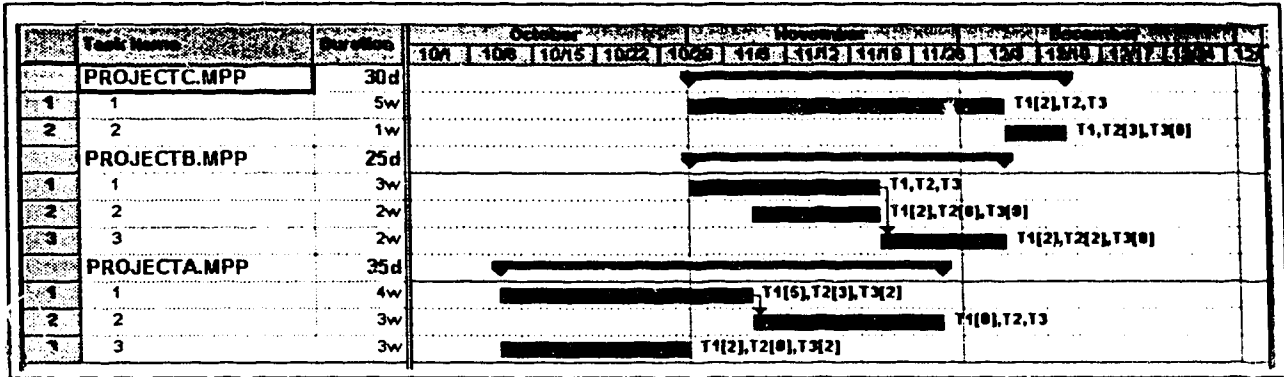 Task Name Duration October November December
10/1 10/8 10/15 10/22 10/29 11/5 11/12 11/19 11/26 12/3 12/10 12/17 12/24
PROJECTC.MPP 30d
1 1 5w T1[2],T2,T3
2 2 1w T1,T2[3],T3[0]
PROJECTB.MPP 25d
1 1 3w T1,T2,T3
2 2 2w T1[2],T2[0],T3[0]
3 3 2w T1[2],T2[2],T3[0]
PROJECTA.MPP 35d
1 1 4w T1[5],T2[3],T3[2]
2 2 3w T1[0],T2,T3
3 3 3w T1[2],T2[0],T3[2]